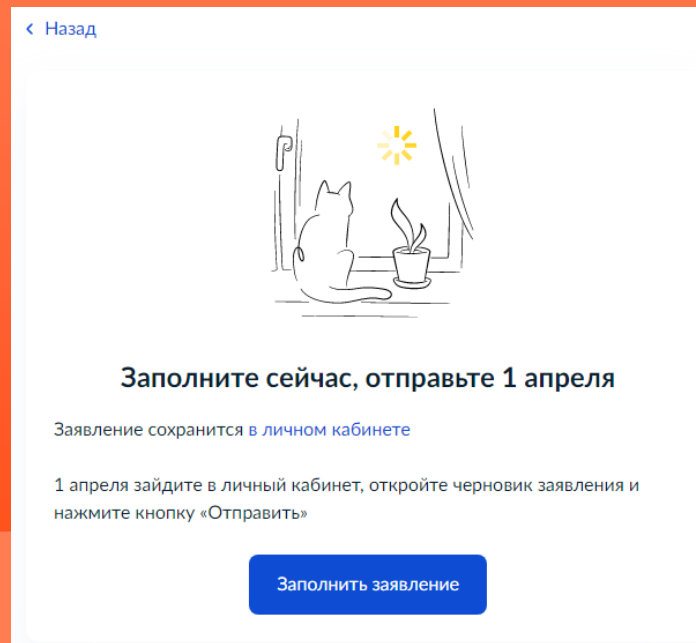 Назад
Заполните сейчас, отправьте 1 апреля
Заявление сохранится в личном кабинете
1 апреля зайдите в личный кабинет, откройте черновик заявления и
нажмите кнопку «Отправить»
Заполнить заявление